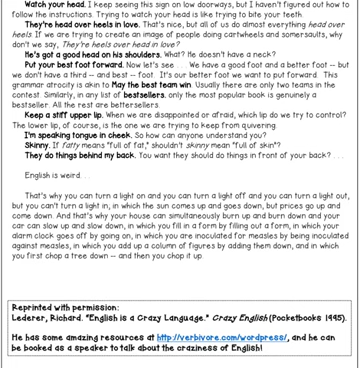 Watch your head. I keep seeing this sign on low doorways, but I haven't figured out how to
follow the instructions. Trying to watch your head is like trying to bite your teeth.
They're head over heels in love. That's nice, but all of us do almost everything head over
heels. If we are trying to create an image of people doing cartwheels and somersaults, why
don't we say, They're heels over head in love?
He's got a good head on his shoulders. What? He doesn't have a neck?
Put your best foot forward. Now let's see . . . We have a good foot and a better foot -- but
we don't have a third -- and best -- foot. It's our better foot we want to put forward. This
grammar atrocity is akin to May the best team win. Usually there are only two teams in the
contest. Similarly, in any list of bestsellers, only the most popular book is genuinely a
bestseller. All the rest are bettersellers.
Keep a stiff upper lip. When we are disappointed or afraid, which lip do we try to control?
The lower lip, of course, is the one we are trying to keep from quivering.
I'm speaking tongue in cheek. So how can anyone understand you?
Skinny. If fatty means "full of fat," shouldn't skinny mean "full of skin"?
They do things behind my back. You want they should do things in front of your back? . . .
English is weird. . .
That's why you can turn a light on and you can turn a light off and you can turn a light out,
but you can't turn a light in, in which the sun comes up and goes down, but prices go up and
come down. And that's why your house can simultaneously burn up and burn down and your
car can slow up and slow down, in which you fill in a form by filling out a form, in which your
alarm clock goes off by going on, in which you are inoculated for measles by being inoculated
against measles, in which you add up a column of figures by adding them down, and in which
you first chop a tree down -- and then you chop it up.
Reprinted with permission:
Lederer, Richard. "English is a Crazy Language." Crazy English (Pocketbooks 1995).
He has some amazing resources at http://verbivore.com/wordpress/, and he can
be booked as a speaker to talk about the craziness of English!